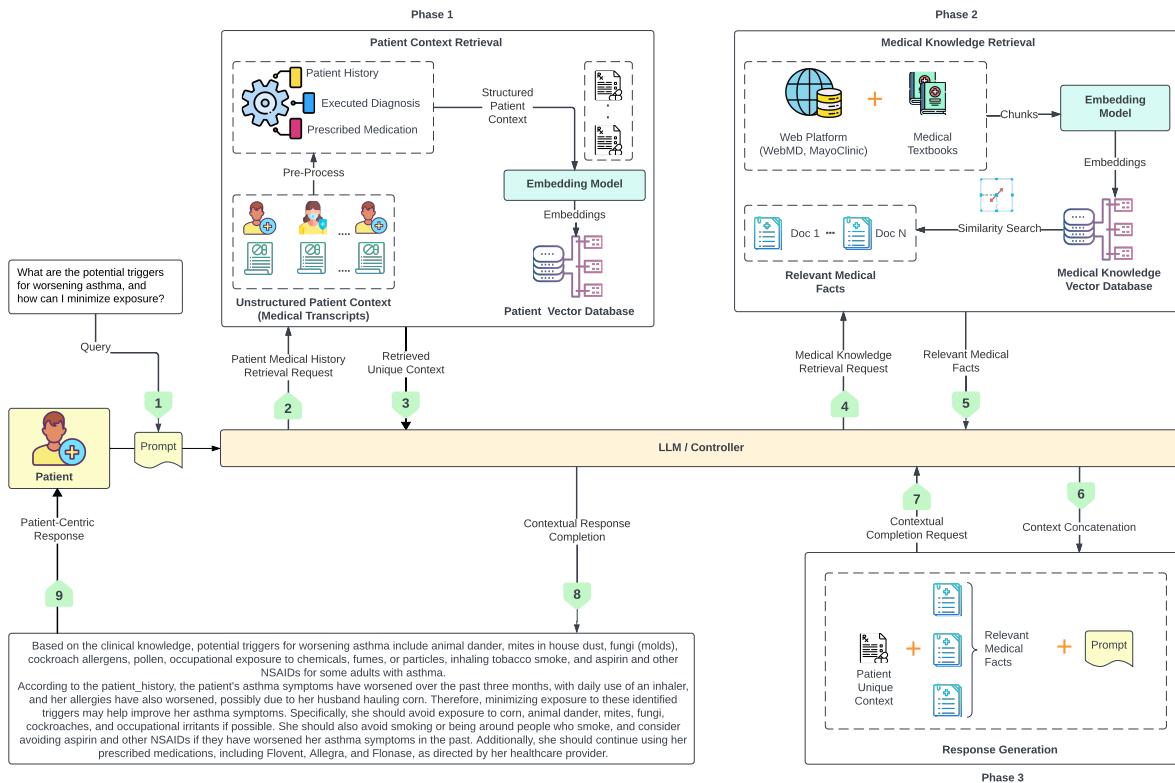 Phase 1
Phase 2
Patient Context Retrieval
Patient History
Executed Diagnosis
Prescribed Medication
Structured
Patient
Context
Pre-Process
Embedding Model
Embeddings
....
....
Unstructured Patient Context
(Medical Transcripts)
Patient Vector Database
Medical Knowledge Retrieval
Web Platform
(WebMD, MayoClinic)
Medical
Textbooks
Chunks
Embedding
Model
Embeddings
Similarity Search
Doc 1
Doc N
Relevant Medical
Facts
Medical Knowledge
Vector Database
What are the potential triggers
for worsening asthma, and
how can I minimize exposure?
Query
1
Prompt
Patient
Patient Medical History
Retrieval Request
2
Retrieved
Unique Context
3
Medical Knowledge
Retrieval Request
4
Relevant Medical
Facts
5
LLM / Controller
Patient-Centric
Response
9
Contextual Response
Completion
8
7
Contextual
Completion Request
6
Context Concatenation
Based on the clinical knowledge, potential triggers for worsening asthma include animal dander, mites in house dust, fungi (molds),
cockroach allergens, pollen, occupational exposure to chemicals, fumes, or particles, inhaling tobacco smoke, and aspirin and other
NSAIDs for some adults with asthma.
According to the patient_history, the patient's asthma symptoms have worsened over the past three months, with daily use of an inhaler,
and her allergies have also worsened, possibly due to her husband hauling corn. Therefore, minimizing exposure to these identified
triggers may help improve her asthma symptoms. Specifically, she should avoid exposure to corn, animal dander, mites, fungi,
cockroaches, and occupational irritants if possible. She should also avoid smoking or being around people who smoke, and consider
avoiding aspirin and other NSAIDs if they have worsened her asthma symptoms in the past. Additionally, she should continue using her
prescribed medications, including Flovent, Allegra, and Flonase, as directed by her healthcare provider.
Patient
Unique
Context
Relevant
Medical
Facts
Prompt
Response Generation
Phase 3